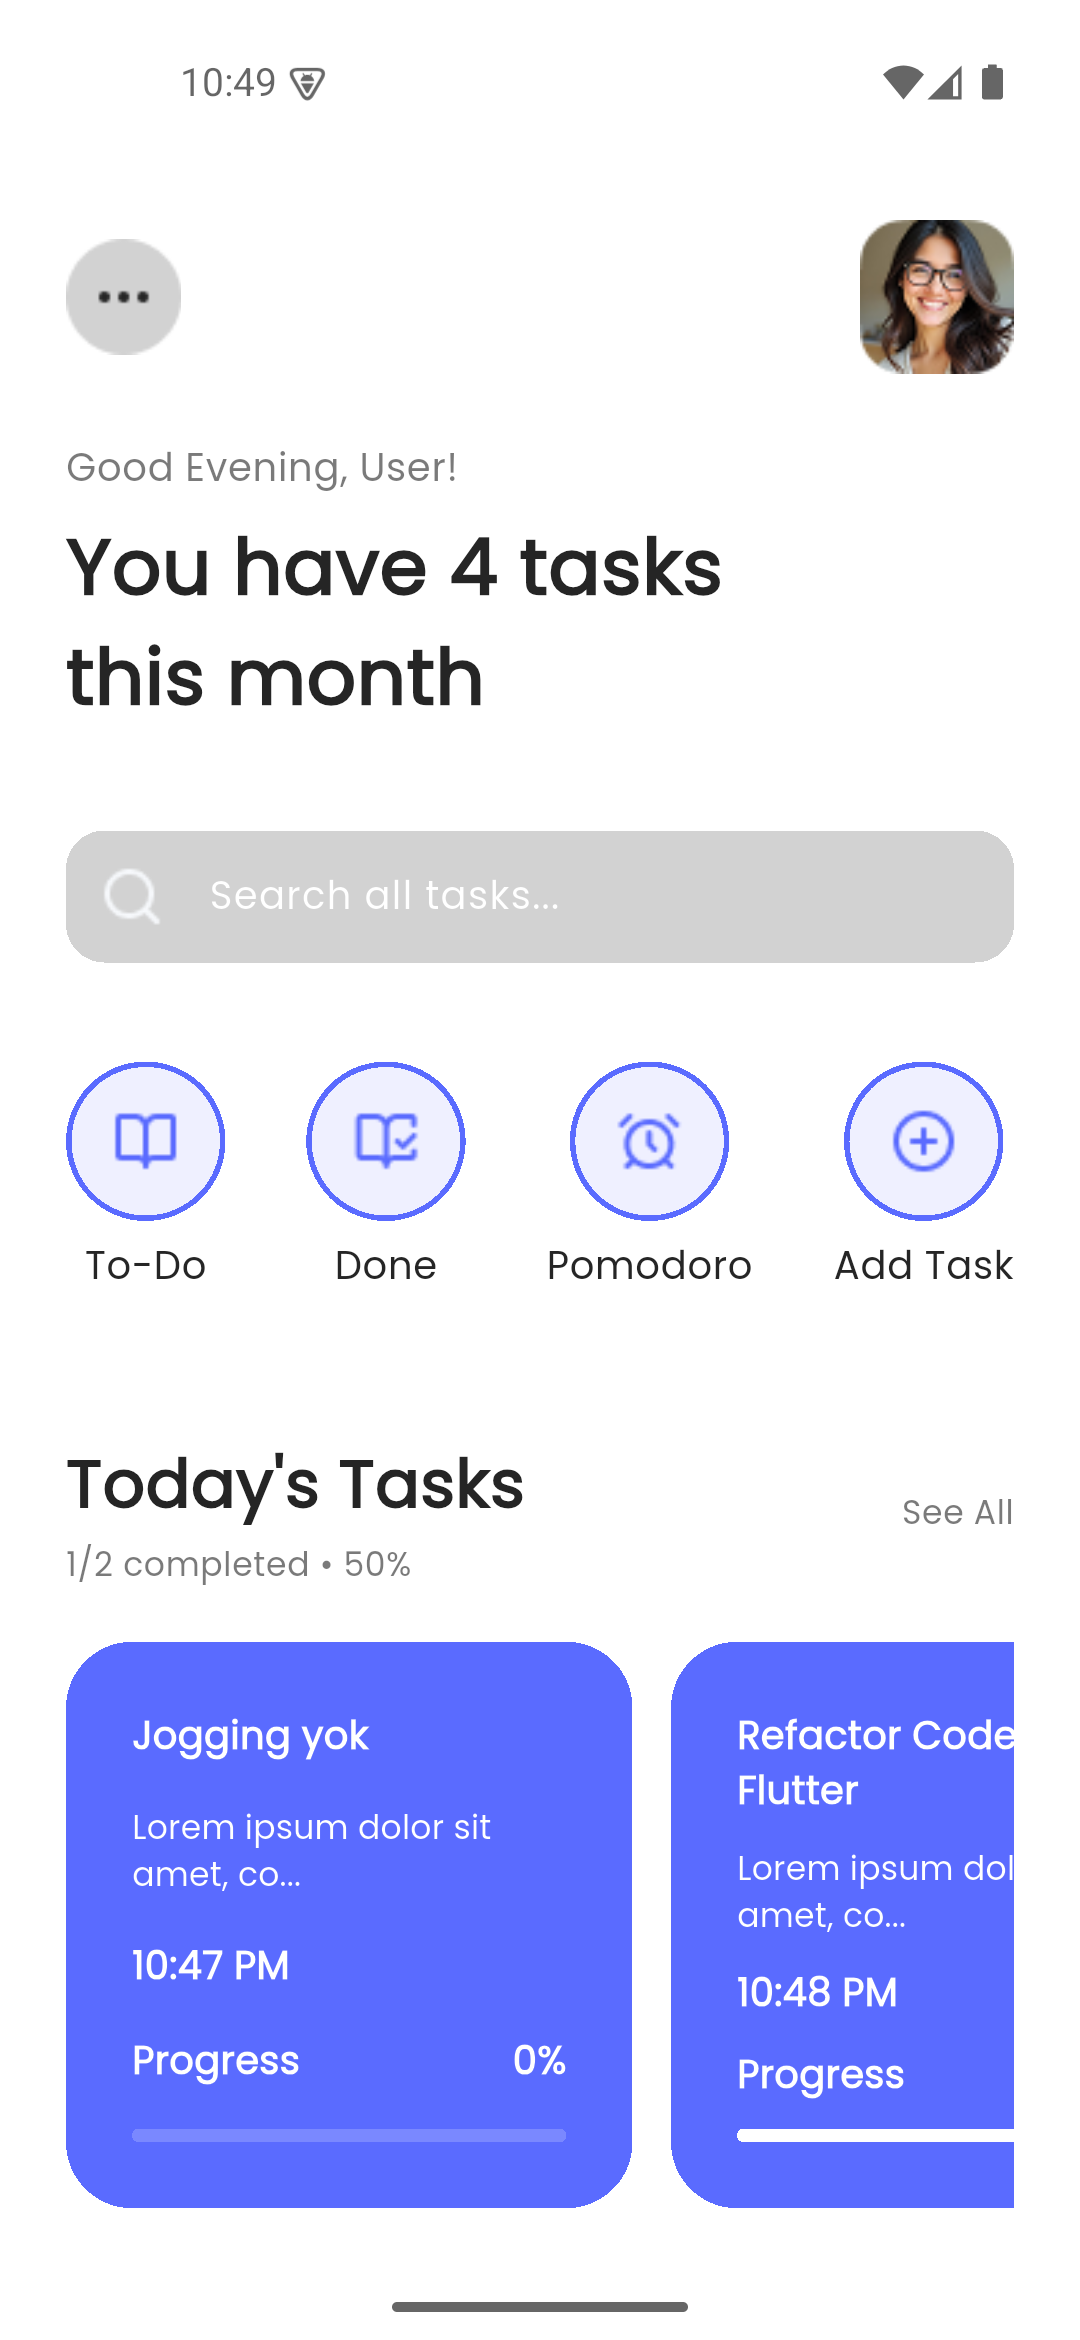 10:49
Good Evening, User!
You have 4 tasks
this month
Search all tasks...
To-Do
Done
Pomodoro
Add Task
Today's Tasks
See All
1/2 completed • 50%
Jogging yok
Lorem ipsum dolor sit
amet, co...
10:47 PM
Progress 0%
Refactor Code
Flutter
Lorem ipsum dol
amet, co...
10:48 PM
Progress